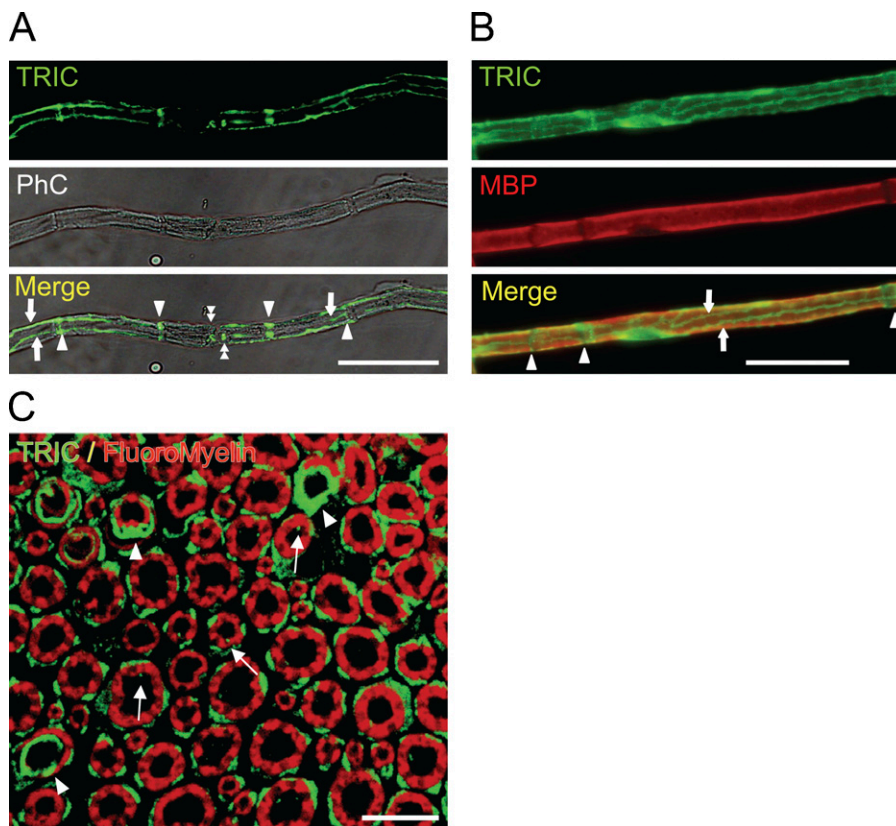 A
TRIC
PhC
Merge
B
TRIC
MBP
Merge
C
TRIC / FluoroMyelin